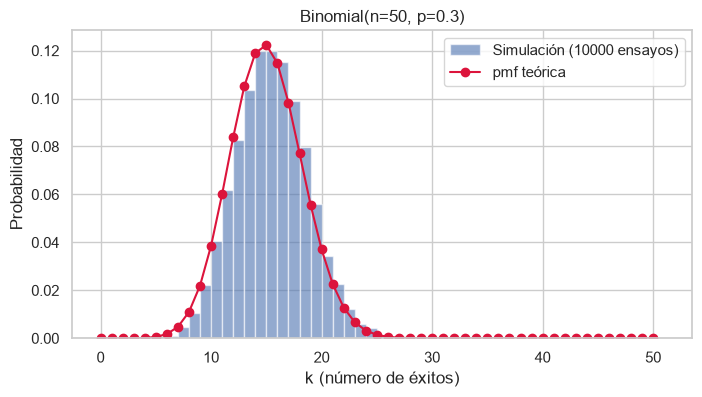 Binomial(n=50, p=0.3)
Simulación (10000 ensayos)
pmf teórica
Probabilidad
0.12
0.10
0.08
0.06
0.04
0.02
0.00
0 10 20 30 40 50
k (número de éxitos)